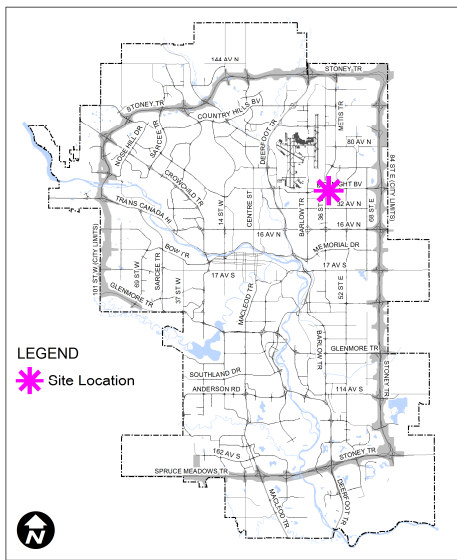 144 AV N
STONEY TR
STONEY TR
COUNTRY HILLS BV
METIS TR
DEERFOOT TR
NOSE HILL DR
SARCEE TR
80 AV N
84 ST E (CITY LIMITS)
CROWCHILD TR
36 ST
32 AV N
TRANS CANADA HI
14 ST W
CENTRE ST
BARLOW TR
68 ST E
16 AV N
16 AV N
BOW TR
MEMORIAL DR
17 AV S
17 AV S
101 ST W (CITY LIMITS)
69 ST W
SARCEE TR
37 ST W
52 ST E
GLENMORE TR
MACLEOD TR
BARLOW TR
GLENMORE TR
LEGEND
Site Location
SOUTHLAND DR
ANDERSON RD
114 AV S
STONEY TR
162 AV S
STONEY TR
SPRUCE MEADOWS TR
MACLEOD TR
DEERFOOT TR
N